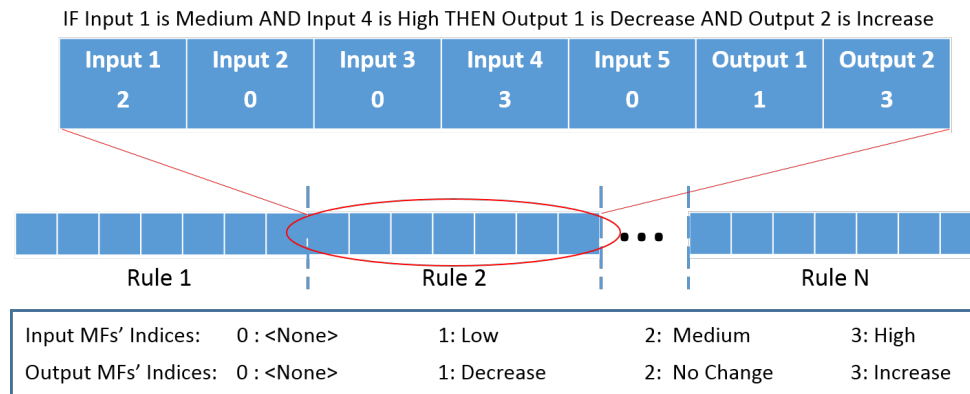 IF Input 1 is Medium AND Input 4 is High THEN Output 1 is Decrease AND Output 2 is Increase
Input 1 Input 2 Input 3 Input 4 Input 5 Output 1 Output 2
2 0 0 3 0 1 3
Rule 1 Rule 2 Rule N
Input MFs' Indices: 0 : <None> 1: Low 2: Medium 3: High
Output MFs' Indices: 0 : <None> 1: Decrease 2: No Change 3: Increase